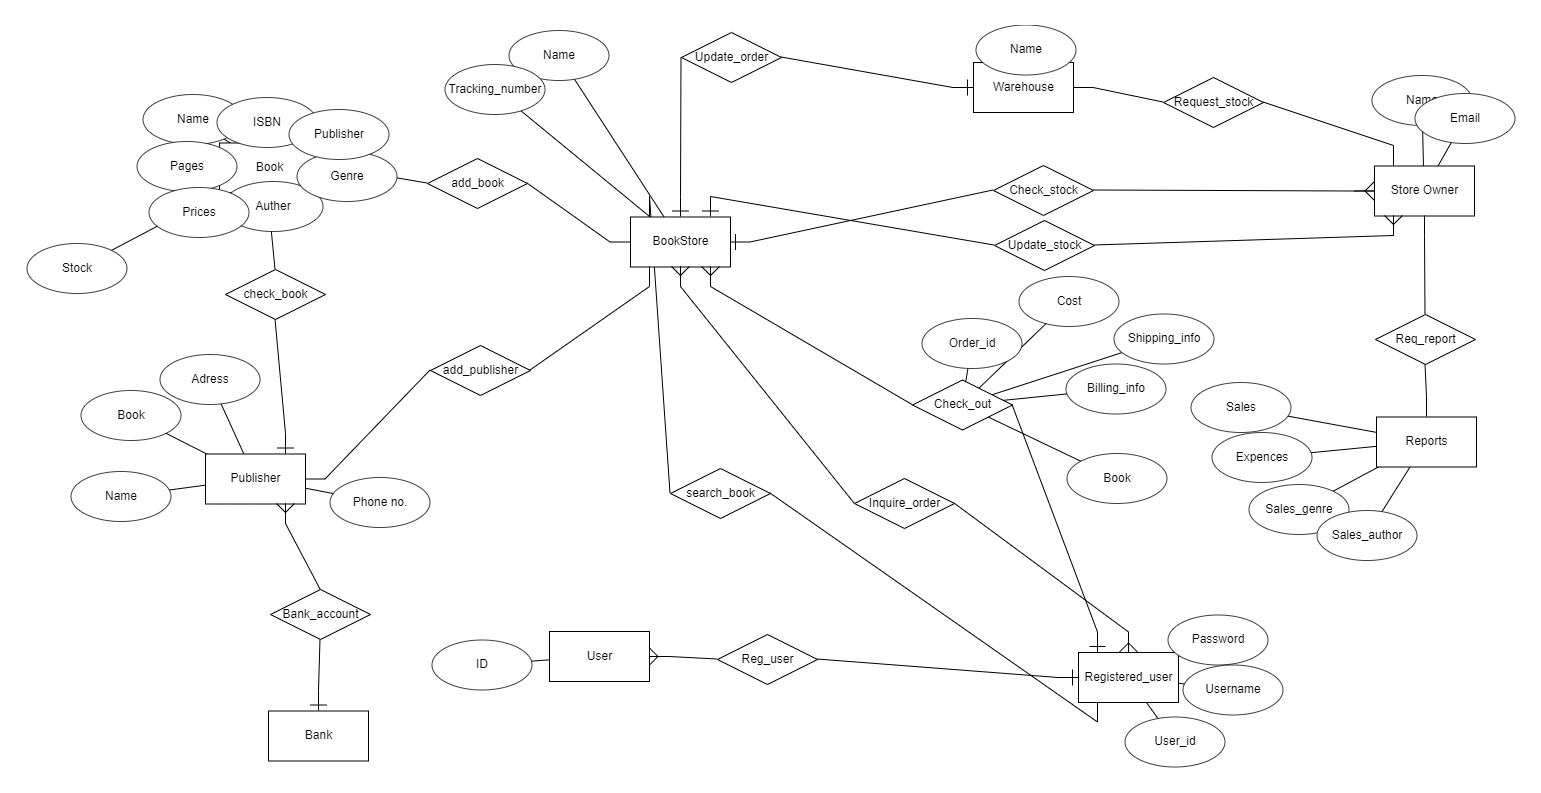 Name
Update_order
Name
Warehouse
Tracking_number
Request_stock
Name
Email
Name
ISBN
Publisher
Pages
Book
Genre
Prices
Auther
add_book
Check_stock
Store Owner
BookStore
Update_stock
Stock
check_book
Cost
Order_id
Shipping_info
Req_report
add_publisher
Adress
Billing_info
Check_out
Book
Sales
Reports
Expences
Publisher
Book
Name
Phone no.
search_book
Inquire_order
Sales_genre
Sales_author
Bank_account
Password
User
Reg_user
ID
Registered_user
Username
Bank
User_id